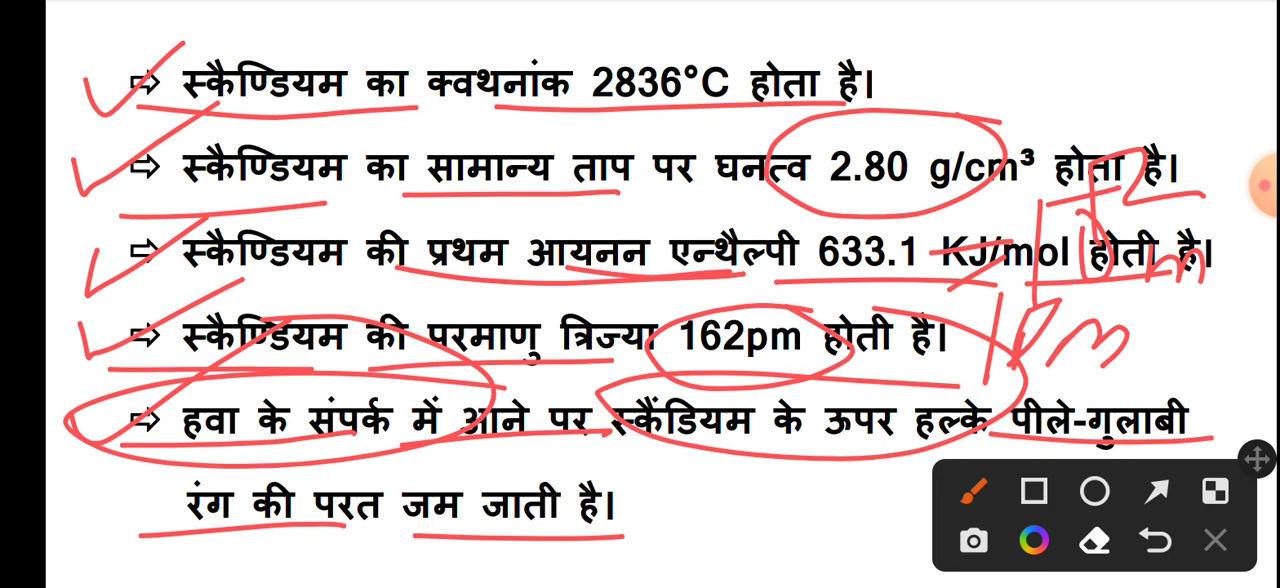 ⇨ स्कैण्डियम का क्वथनांक 2836°C होता है।
⇨ स्कैण्डियम का सामान्य ताप पर घनत्व 2.80 g/cm³ होता है।
⇨ स्कैण्डियम की प्रथम आयनन एन्थैल्पी 633.1 KJ/mol होती है।
⇨ स्कैण्डियम की परमाणु त्रिज्या 162pm होती है।
⇨ हवा के संपर्क में आने पर स्कैंडियम के ऊपर हल्के पीले-गुलाबी
रंग की परत जम जाती है।